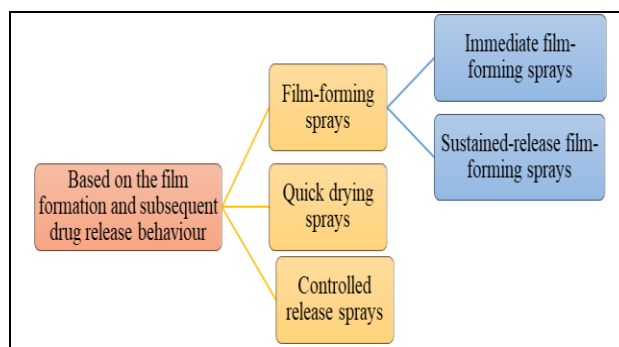 Immediate film-
forming sprays
Film-forming
sprays
Sustained-release film-
forming sprays
Based on the film
formation and subsequent
drug release behaviour
Quick drying
sprays
Controlled
release sprays